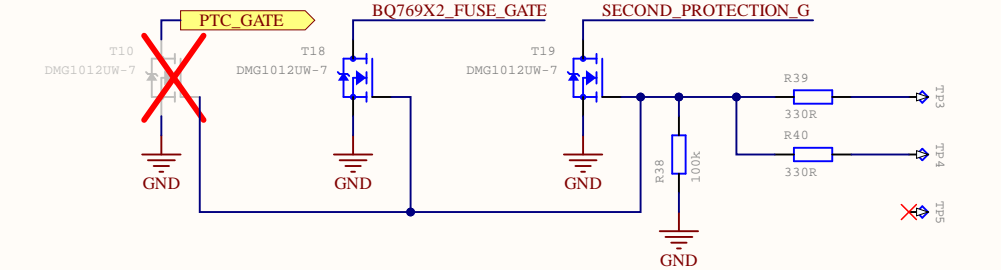 BQ769X2_FUSE_GATE
SECOND_PROTECTION_G
PTC_GATE
T10
DMG1012UW-7
T18
DMG1012UW-7
T19
DMG1012UW-7
R39
330R
TP3
R40
330R
TP4
R38
100k
TP5
GND
GND
GND
GND